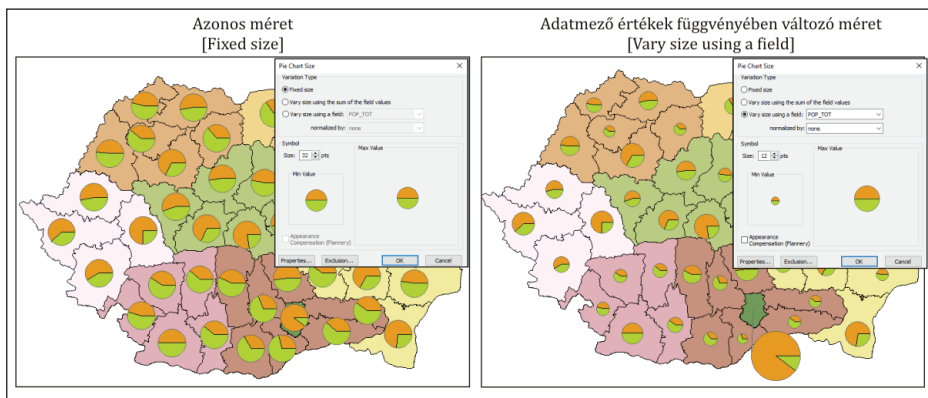 Azonos méret
[Fixed size]
Pie Chart Size
Variation Type
Fixed size
Vary size using the sum of the field values
Vary size using a field:
POP_TOT
normalized by:
none
Symbol
Size:
32
pts
Max Value
Min Value
Appearance
Compensation (Flannery)
Properties...
Exclusion...
OK
Cancel
Adatmező értékek függvényében változó méret
[Vary size using a field]
Pie Chart Size
Variation Type
Fixed size
Vary size using the sum of the field values
Vary size using a field:
POP_TOT
normalized by:
none
Symbol
Size:
12
pts
Max Value
Min Value
Appearance
Compensation (Flannery)
Properties...
Exclusion...
OK
Cancel